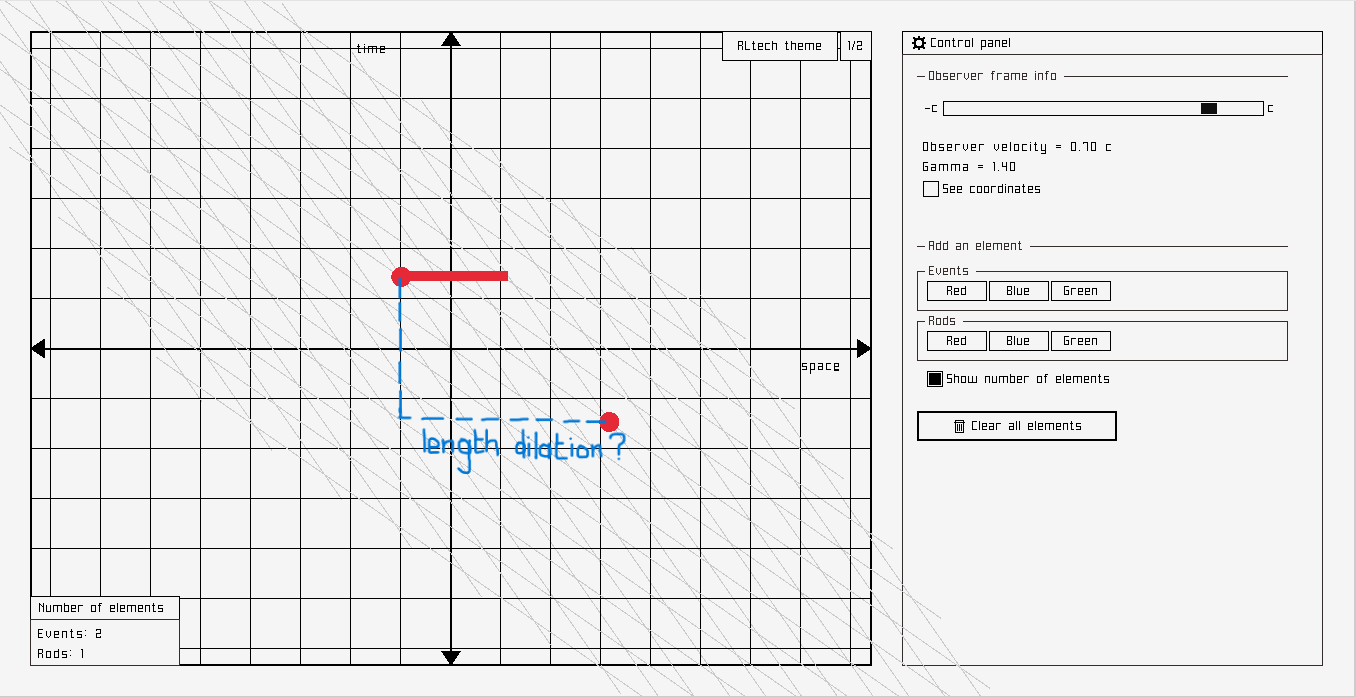 time
RLtech theme
1/2
space
length dilation?
Number of elements
Events: 2
Rods: 1
Control panel
Observer frame info
-C
C
Observer velocity = 0.70 c
Gamma = 1.40
See coordinates
Add an element
Events
Red Blue Green
Rods
Red Blue Green
Show number of elements
Clear all elements